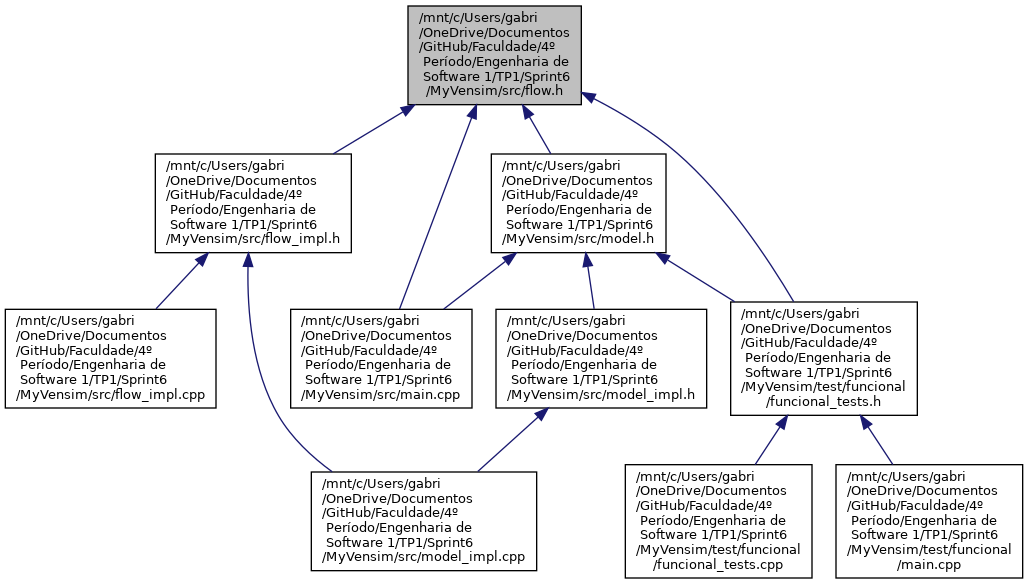 /mnt/c/Users/gabri
/OneDrive/Documentos
/GitHub/Faculdade/4º
Período/Engenharia de
Software 1/TP1/Sprint6
/MyVensim/src/flow.h
/mnt/c/Users/gabri
/OneDrive/Documentos
/GitHub/Faculdade/4º
Período/Engenharia de
Software 1/TP1/Sprint6
/MyVensim/src/flow_impl.h
/mnt/c/Users/gabri
/OneDrive/Documentos
/GitHub/Faculdade/4º
Período/Engenharia de
Software 1/TP1/Sprint6
/MyVensim/src/model.h
/mnt/c/Users/gabri
/OneDrive/Documentos
/GitHub/Faculdade/4º
Período/Engenharia de
Software 1/TP1/Sprint6
/MyVensim/src/flow_impl.cpp
/mnt/c/Users/gabri
/OneDrive/Documentos
/GitHub/Faculdade/4º
Período/Engenharia de
Software 1/TP1/Sprint6
/MyVensim/src/main.cpp
/mnt/c/Users/gabri
/OneDrive/Documentos
/GitHub/Faculdade/4º
Período/Engenharia de
Software 1/TP1/Sprint6
/MyVensim/src/model_impl.h
/mnt/c/Users/gabri
/OneDrive/Documentos
/GitHub/Faculdade/4º
Período/Engenharia de
Software 1/TP1/Sprint6
/MyVensim/test/funcional
/funcional_tests.h
/mnt/c/Users/gabri
/OneDrive/Documentos
/GitHub/Faculdade/4º
Período/Engenharia de
Software 1/TP1/Sprint6
/MyVensim/src/model_impl.cpp
/mnt/c/Users/gabri
/OneDrive/Documentos
/GitHub/Faculdade/4º
Período/Engenharia de
Software 1/TP1/Sprint6
/MyVensim/test/funcional
/funcional_tests.cpp
/mnt/c/Users/gabri
/OneDrive/Documentos
/GitHub/Faculdade/4º
Período/Engenharia de
Software 1/TP1/Sprint6
/MyVensim/test/funcional
/main.cpp